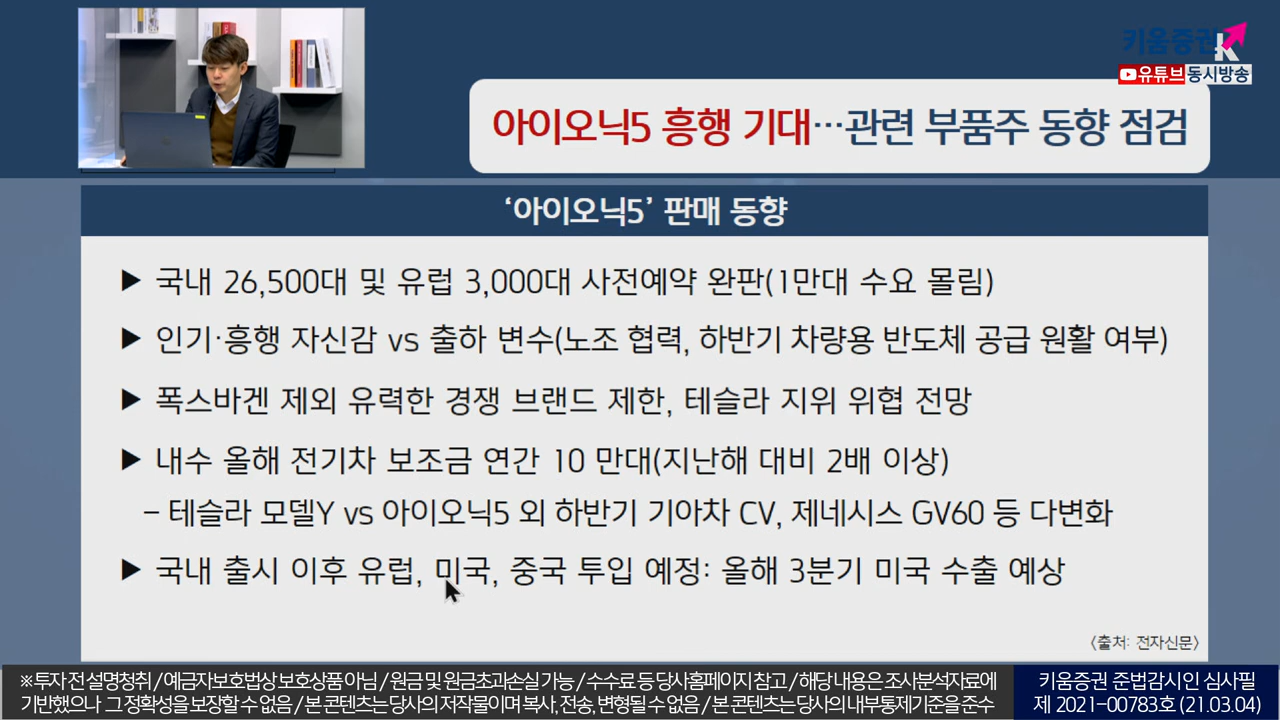 키움증권
유튜브동시방송
아이오닉5 흥행 기대…관련 부품주 동향 점검
‘아이오닉5’ 판매 동향
▶ 국내 26,500대 및 유럽 3,000대 사전예약 완판(1만대 수요 몰림)
▶ 인기·흥행 자신감 vs 출하 변수(노조 협력, 하반기 차량용 반도체 공급 원활 여부)
▶ 폭스바겐 제외 유력한 경쟁 브랜드 제한, 테슬라 지위 위협 전망
▶ 내수 올해 전기차 보조금 연간 10 만대(지난해 대비 2배 이상)
– 테슬라 모델Y vs 아이오닉5 외 하반기 기아차 CV, 제네시스 GV60 등 다변화
▶ 국내 출시 이후 유럽, 미국, 중국 투입 예정: 올해 3분기 미국 수출 예상
〈출처: 전자신문〉
※ 투자 전 설명청취 / 예금자보호법상 보호상품 아님 / 원금 및 원금초과손실 가능 / 수수료 등 당사홈페이지 참고 / 해당 내용은 조사분석자료에
기반했으나 그 정확성을 보장할 수 없음 / 본 콘텐츠는 당사의 저작물이며 복사, 전송, 변형될 수 없음 / 본 콘텐츠는 당사의 내부통제기준을 준수
키움증권 준법감시인 심사필
제 2021-00783호 (21.03.04)